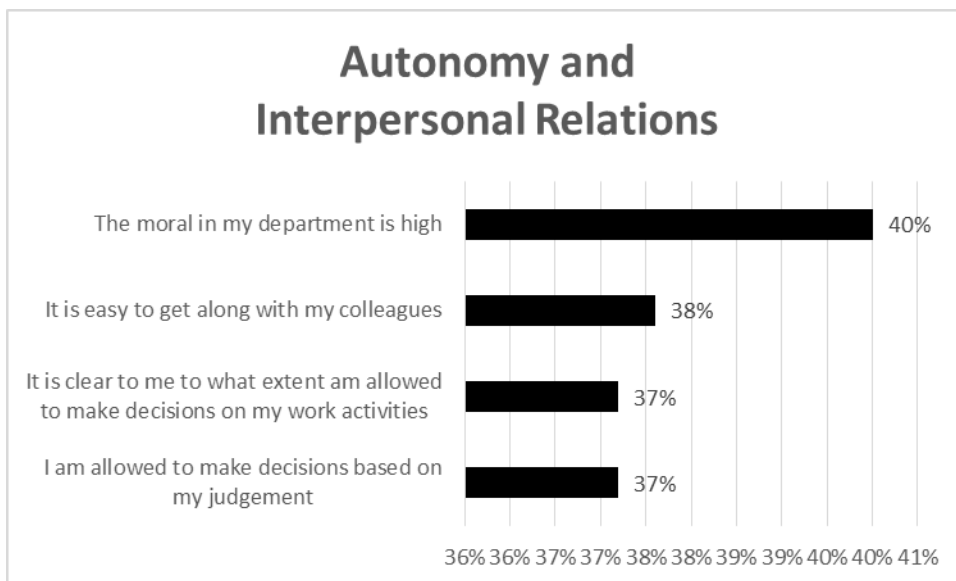 Autonomy and
Interpersonal Relations
The moral in my department is high
40%
It is easy to get along with my colleagues
38%
It is clear to me to what extent am allowed
to make decisions on my work activities
37%
I am allowed to make decisions based on
my judgement
37%
36% 36% 37% 37% 38% 38% 39% 39% 40% 40% 41%